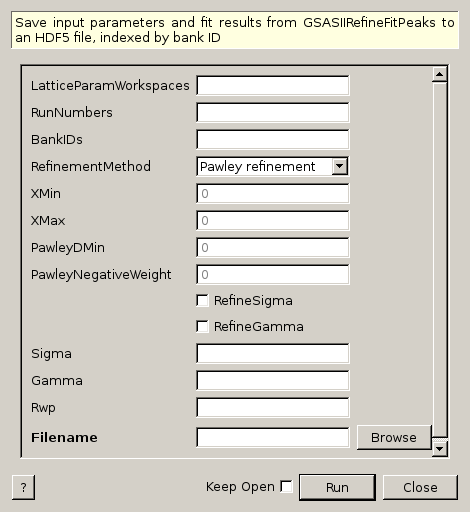 Save input parameters and fit results from GSASIIRefineFitPeaks to
an HDF5 file, indexed by bank ID
LatticeParamWorkspaces
RunNumbers
BankIDs
RefinementMethod Pawley refinement
XMin 0
XMax 0
PawleyDMin 0
PawleyNegativeWeight 0
RefineSigma
RefineGamma
Sigma
Gamma
Rwp
Filename Browse
? Keep Open Run Close